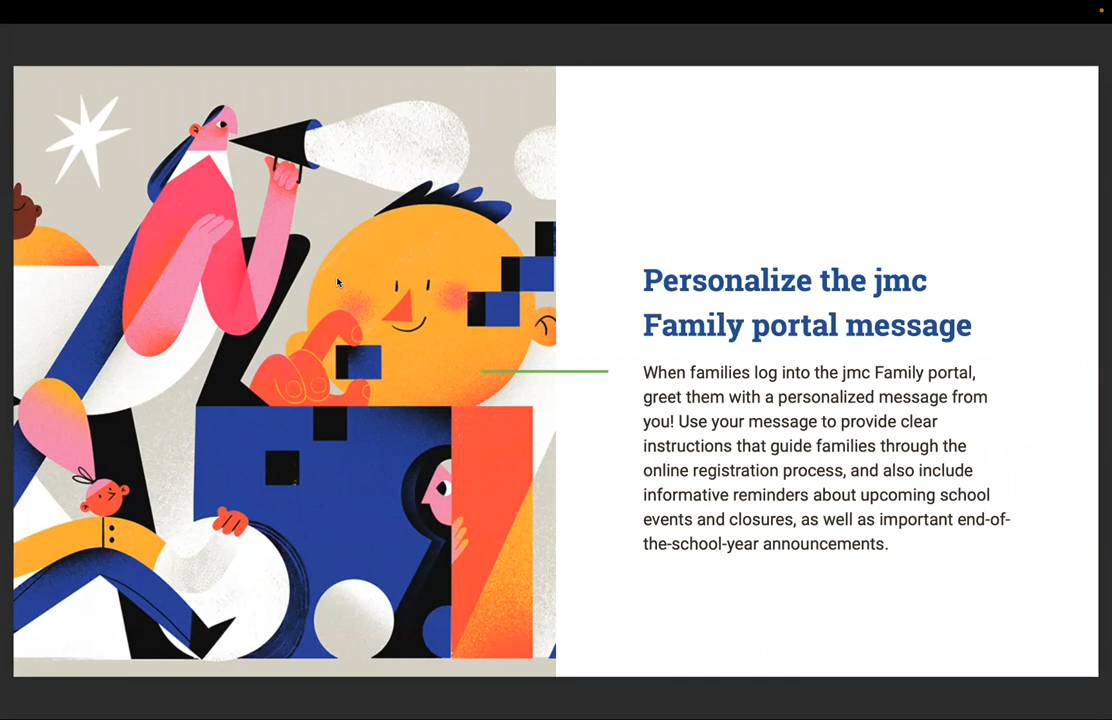 Personalize the jmc
Family portal message
When families log into the jmc Family portal,
greet them with a personalized message from
you! Use your message to provide clear
instructions that guide families through the
online registration process, and also include
informative reminders about upcoming school
events and closures, as well as important end-of-
the-school-year announcements.